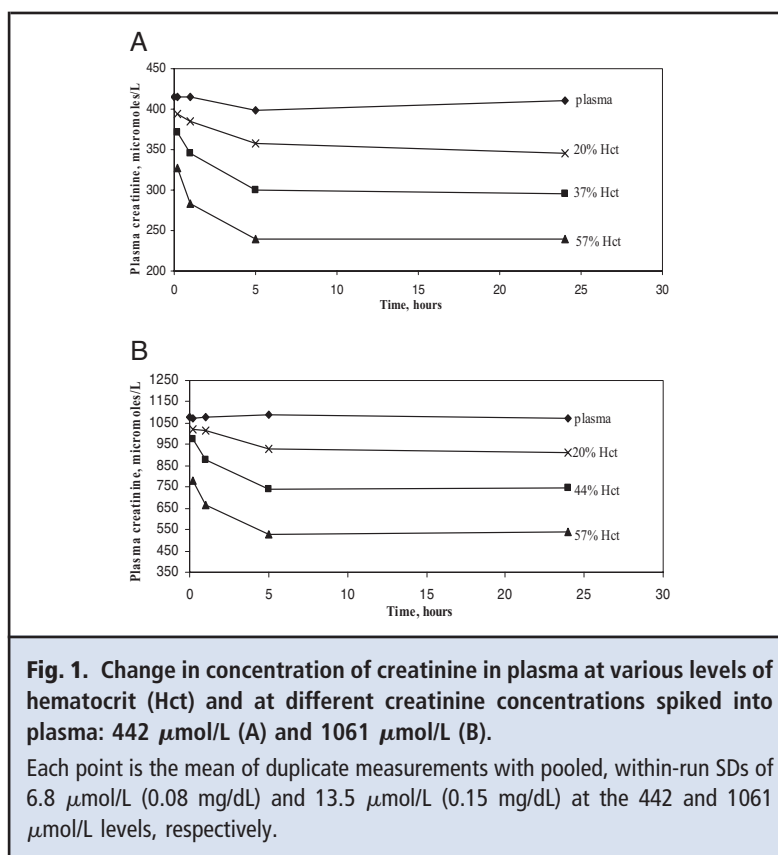 A
450
400
350
300
250
200
Plasma creatinine, micromoles/L
plasma
20% Hct
37% Hct
57% Hct
0 5 10 15 20 25 30
Time, hours
B
1250
1150
1050
950
850
750
650
550
450
350
Plasma creatinine, micromoles/L
plasma
20% Hct
44% Hct
57% Hct
0 5 10 15 20 25 30
Time, hours
Fig. 1. Change in concentration of creatinine in plasma at various levels of
hematocrit (Hct) and at different creatinine concentrations spiked into
plasma: 442 μmol/L (A) and 1061 μmol/L (B).
Each point is the mean of duplicate measurements with pooled, within-run SDs of
6.8 μmol/L (0.08 mg/dL) and 13.5 μmol/L (0.15 mg/dL) at the 442 and 1061
μmol/L levels, respectively.